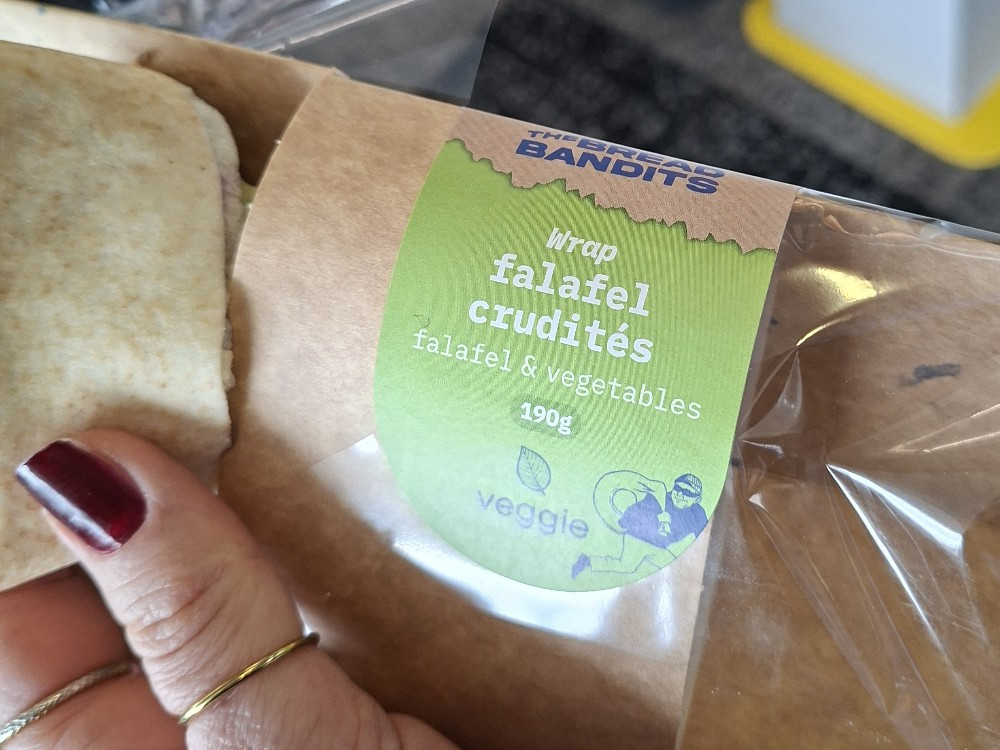 THE BREAD
BANDITS
Wrap
falafel
crudités
falafel & vegetables
190g
veggie